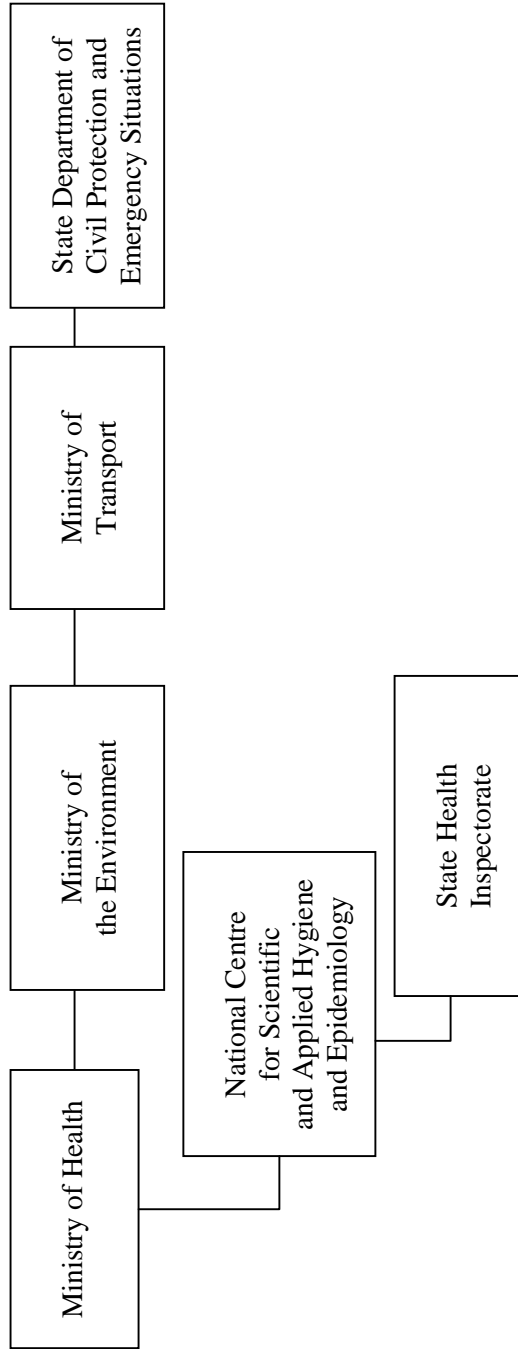 Ministry of Health
Ministry of
the Environment
Ministry of
Transport
State Department of
Civil Protection and
Emergency Situations
National Centre
for Scientific
and Applied Hygiene
and Epidemiology
State Health
Inspectorate